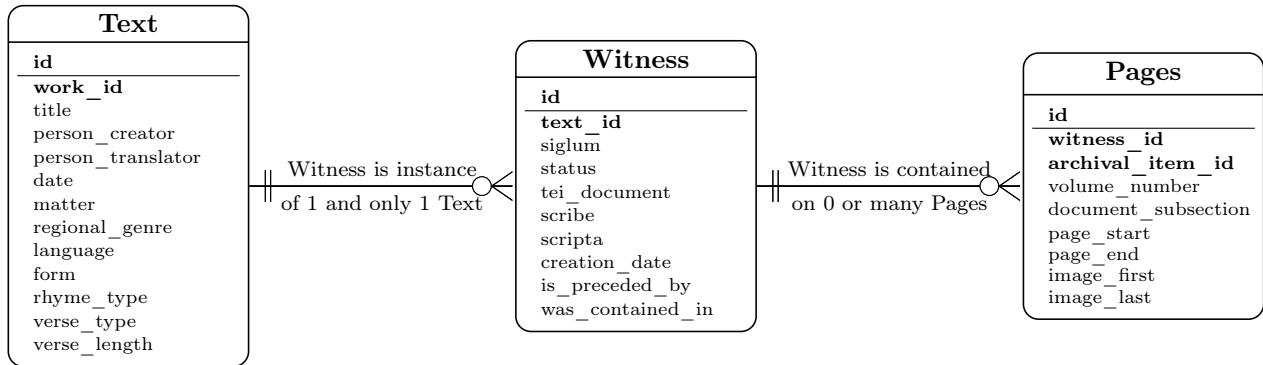 Text
id
work_id
title
person_creator
person_translator
date
matter
regional_genre
language
form
rhyme_type
verse_type
verse_length
Witness is instance
of 1 and only 1 Text
Witness
id
text_id
siglum
status
tei_document
scribe
scripta
creation_date
is_preceded_by
was_contained_in
Witness is contained
on 0 or many Pages
Pages
id
witness_id
archival_item_id
volume_number
document_subsection
page_start
page_end
image_first
image_last